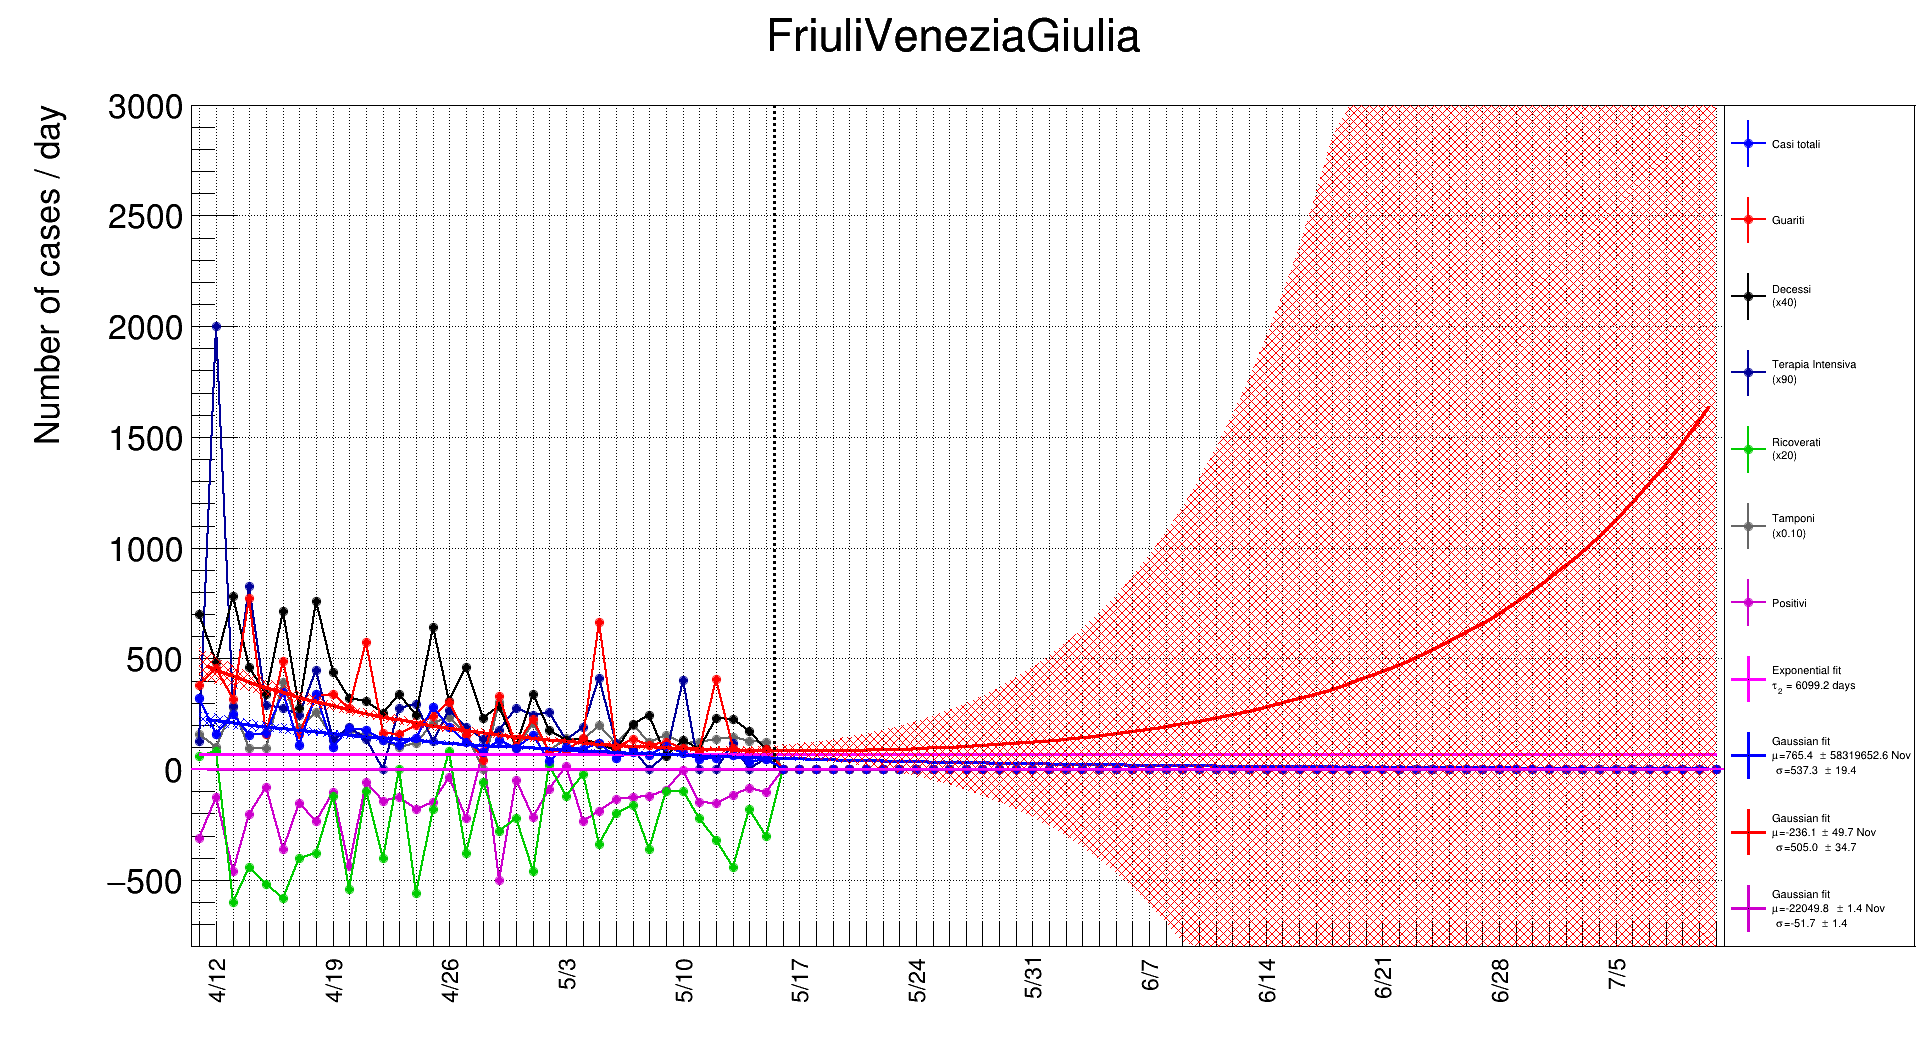 FriuliVeneziaGiulia
Number of cases / day
3000
2500
2000
1500
1000
500
0
−500
4/12
4/19
4/26
5/3
5/10
5/17
5/24
5/31
6/7
6/14
6/21
6/28
7/5
Casi totali
Guariti
Decessi
(x40)
Terapia Intensiva
(x90)
Ricoverati
(x20)
Tamponi
(x0.10)
Positivi
Exponential fit
τ2 = 6099.2 days
Gaussian fit
μ=765.4 ± 58319652.6 Nov
σ=537.3 ± 19.4
Gaussian fit
μ=-236.1 ± 49.7 Nov
σ=505.0 ± 34.7
Gaussian fit
μ=-22049.8 ± 1.4 Nov
σ=-51.7 ± 1.4